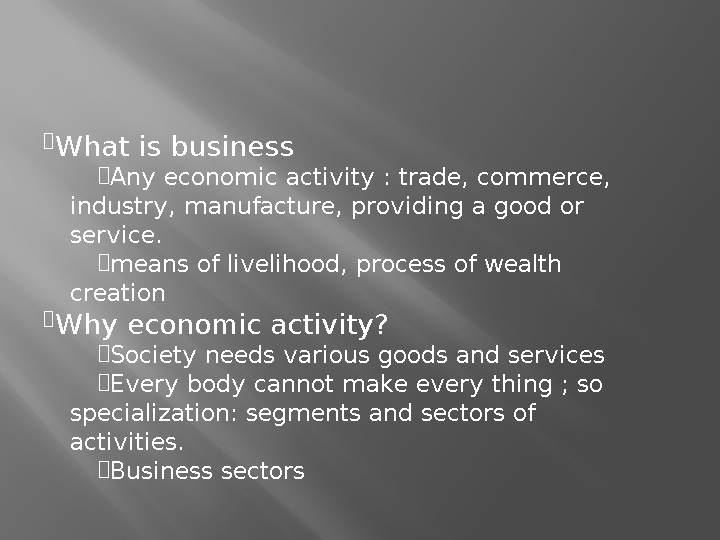 What is business
Any economic activity : trade, commerce,
industry, manufacture, providing a good or
service.
means of livelihood, process of wealth
creation
Why economic activity?
Society needs various goods and services
Every body cannot make every thing ; so
specialization: segments and sectors of
activities.
Business sectors